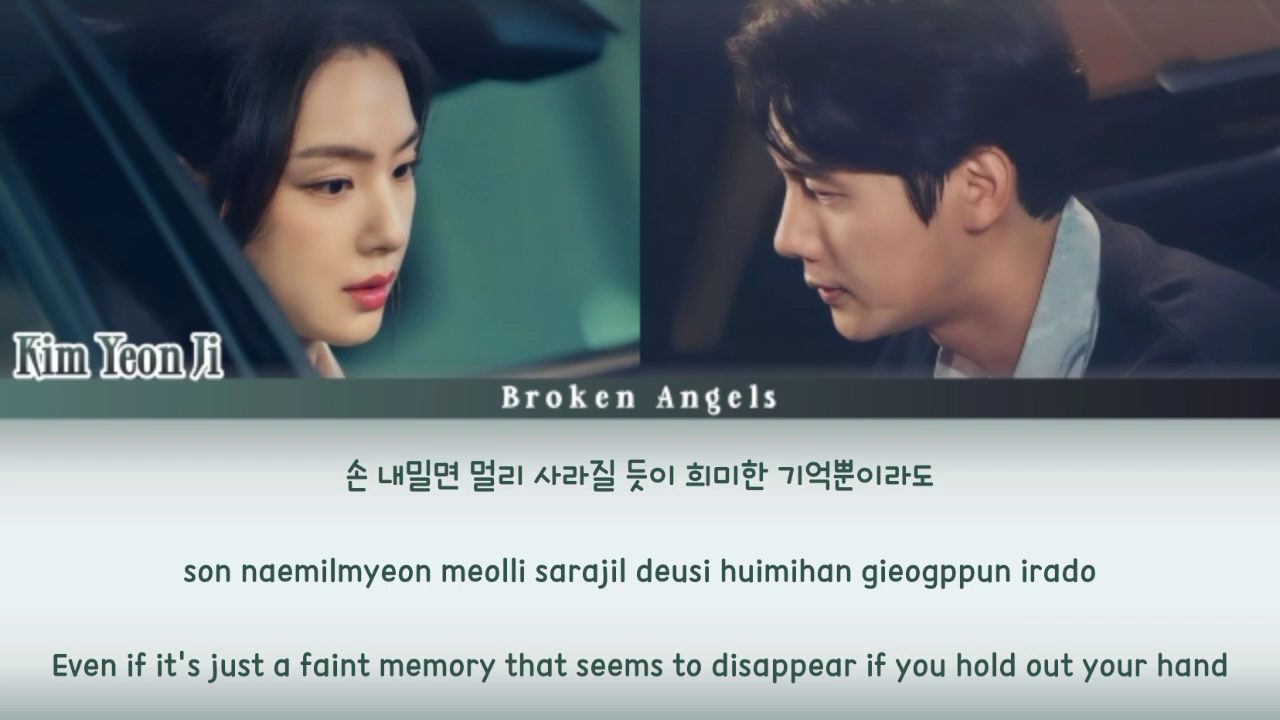 Kim Yeon Ji
Broken Angels
손 내밀면 멀리 사라질 듯이 희미한 기억뿐이라도
son naemilmyeon meolli sarajil deusi huimihan gieogppun irado
Even if it's just a faint memory that seems to disappear if you hold out your hand